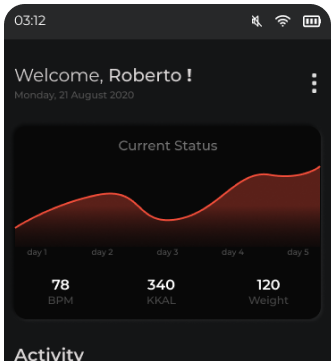 03:12
Welcome, Roberto !
Monday, 21 August 2020
Current Status
day 1 day 2 day 3 day 4 day 5
78 340 120
BPM KKAL Weight
Activity